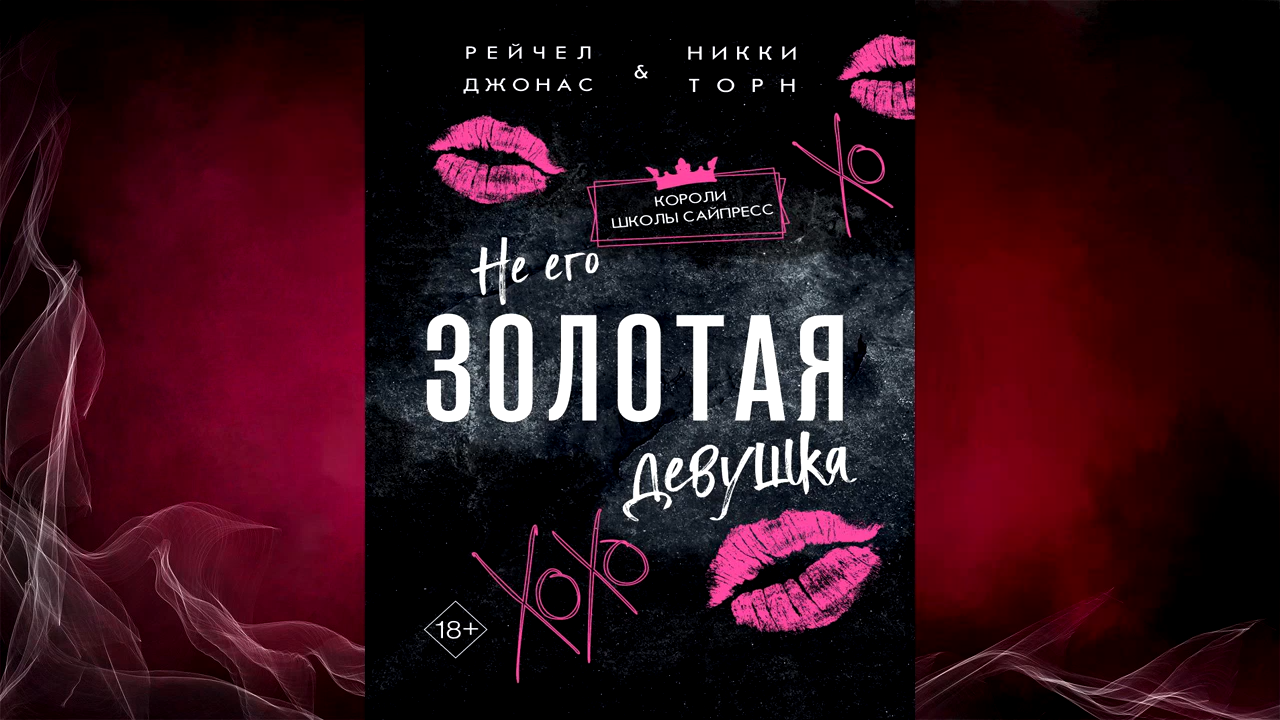 РЕЙЧЕЛ
ДЖОНАС
&
НИККИ
ТОРН
XO
КОРОЛИ
ШКОЛЫ САЙПРЕСС
Не его
ЗОЛОТАЯ
девушка
XOXO
18+